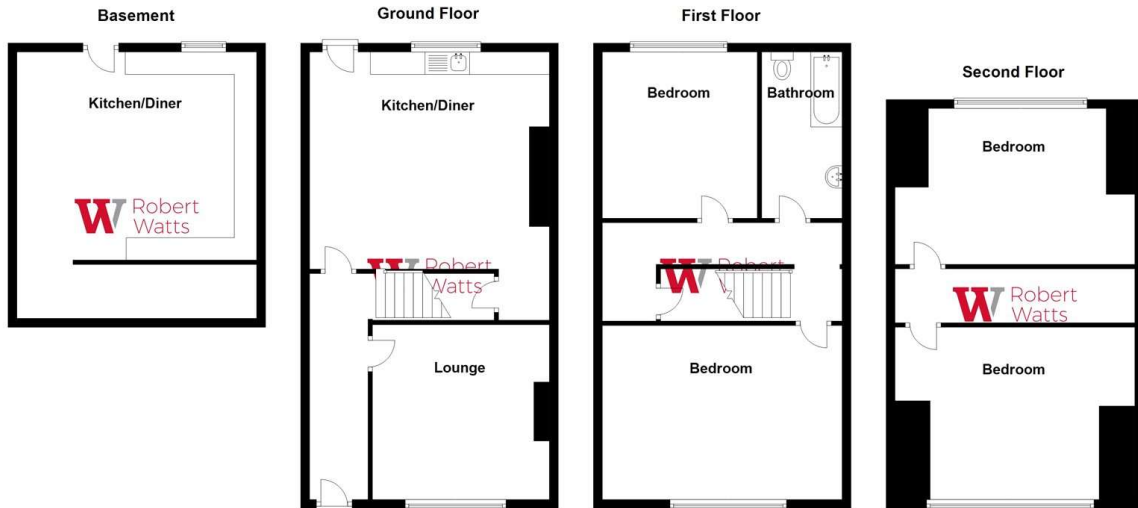 Basement
Kitchen/Diner
W Robert
Watts
Ground Floor
Kitchen/Diner
W Robert
Watts
Lounge
First Floor
Bedroom
Bathroom
W Robert
Bedroom
Second Floor
Bedroom
W Robert
Watts
Bedroom